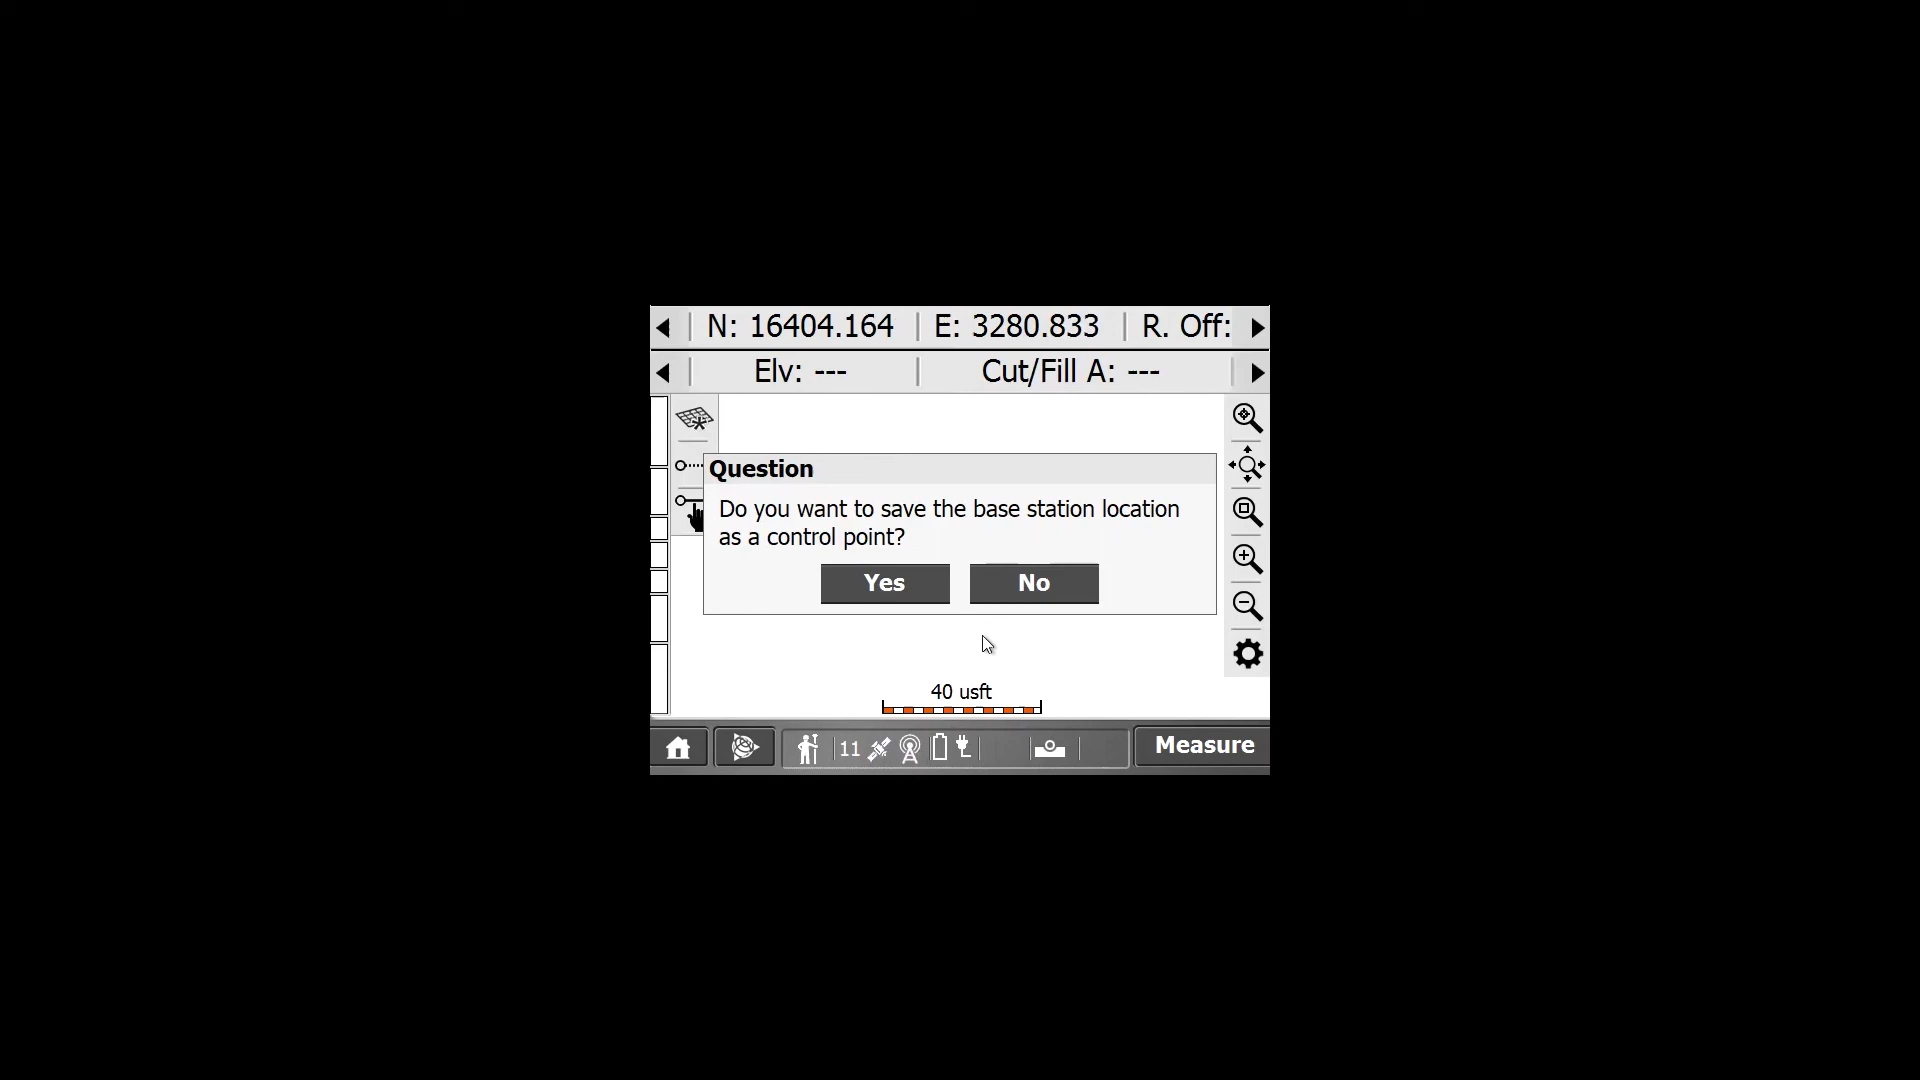 N: 16404.164 E: 3280.833 R. Off:
Elv: --- Cut/Fill A: ---
Question
Do you want to save the base station location
as a control point?
Yes No
40 usft
11 Measure